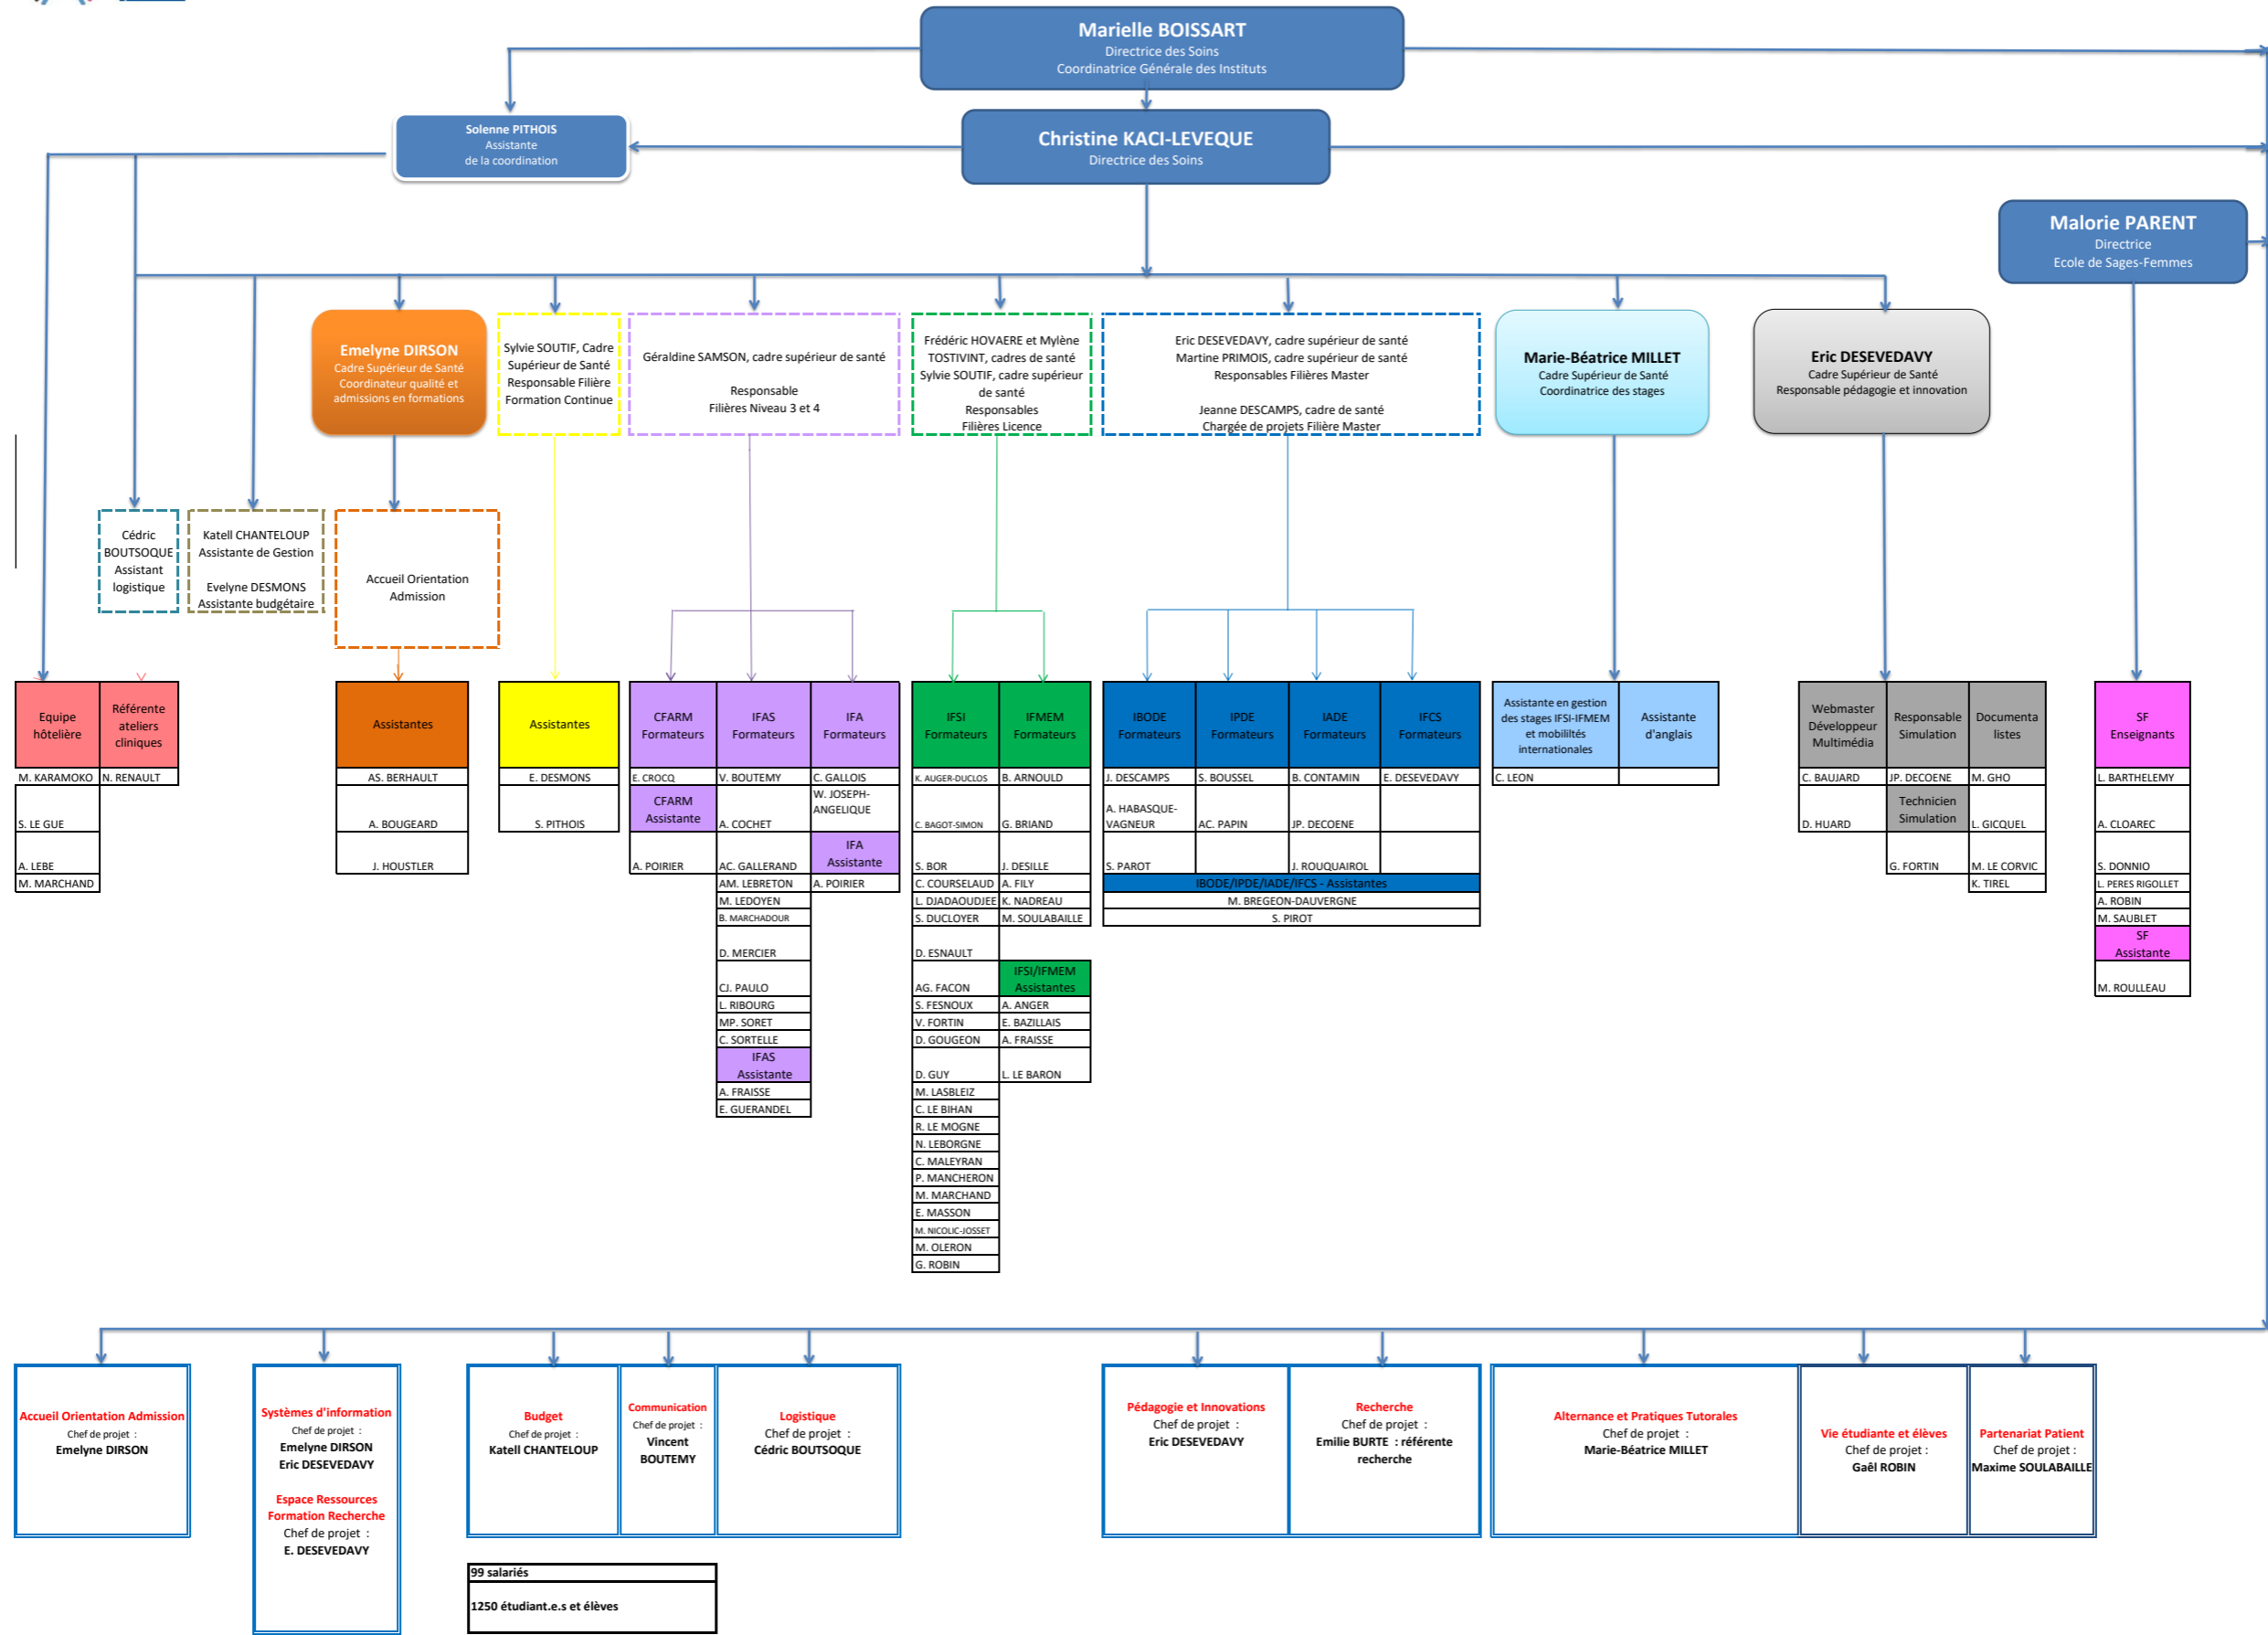 Marielle BOISSART
Directrice des Soins
Coordinatrice Générale des Instituts
Solenne PITHOIS
Assistante
de la coordination
Christine KACI-LEVEQUE
Directrice des Soins
Malorie PARENT
Directrice
Ecole de Sages-Femmes
Emelyne DIRSON
Cadre Supérieur de Santé
Coordinateur qualité et
admissions en formations
Sylvie SOUTIF, Cadre
Supérieur de Santé
Responsable Filière
Formation Continue
Géraldine SAMSON, cadre supérieur de santé
Responsable
Filières Niveau 3 et 4
Frédéric HOVAERE et Mylène
TOSTIVINT, cadres de santé
Sylvie SOUTIF, cadre supérieur
de santé
Responsables
Filières Licence
Eric DESEVEDAVY, cadre supérieur de santé
Martine PRIMOIS, cadre supérieur de santé
Responsables Filières Master
Jeanne DESCAMPS, cadre de santé
Chargée de projets Filière Master
Marie-Béatrice MILLET
Cadre Supérieur de Santé
Coordinatrice des stages
Eric DESEVEDAVY
Cadre Supérieur de Santé
Responsable pédagogie et innovation
Cédric
BOUTSOQUE
Assistant
logistique
Katell CHANTELOUP
Assistante de Gestion
Evelyne DESMONS
Assistante budgétaire
Accueil Orientation
Admission
Equipe
hôtelière
M. KARAMOKO
S. LE GUE
A. LEBE
M. MARCHAND
Référente
ateliers
cliniques
N. RENAULT
Assistantes
AS. BERHAULT
A. BOUGEARD
J. HOUSTLER
Assistantes
E. DESMONS
S. PITHOIS
CFARM
Formateurs
E. CROCQ
CFARM
Assistante
A. POIRIER
IFAS
Formateurs
V. BOUTEMY
A. COCHET
AC. GALLERAND
AM. LEBRETON
M. LEDOYEN
B. MARCHADOUR
D. MERCIER
CJ. PAULO
L. RIBOURG
MP. SORET
C. SORTELLE
IFAS
Assistante
A. FRAISSE
E. GUERANDEL
IFA
Formateurs
C. GALLOIS
W. JOSEPH-
ANGELIQUE
IFA
Assistante
A. POIRIER
IFSI
Formateurs
K. AUGER-DUCLOS
C. BAGOT-SIMON
S. BOR
C. COURSELAUD
L. DJADAOUDJEE
S. DUCLOYER
D. ESNAULT
AG. FACON
S. FESNOUX
V. FORTIN
D. GOUGEON
D. GUY
M. LASBLEIZ
C. LE BIHAN
R. LE MOGNE
N. LEBORGNE
C. MALEYRAN
P. MANCHERON
M. MARCHAND
E. MASSON
M. NICOLIC-JOSSET
M. OLERON
G. ROBIN
IFMEM
Formateurs
B. ARNOULD
G. BRIAND
J. DESILLE
A. FILY
K. NADREAU
M. SOULABAILLE
IFSI/IFMEM
Assistantes
A. ANGER
E. BAZILLAIS
A. FRAISSE
L. LE BARON
IBODE
Formateurs
J. DESCAMPS
A. HABASQUE-
VAGNEUR
S. PAROT
IPDE
Formateurs
S. BOUSSEL
AC. PAPIN
IADE
Formateurs
B. CONTAMIN
JP. DECOENE
J. ROUQUAIROL
IFCS
Formateurs
E. DESEVEDAVY
IBODE/IPDE/IADE/IFCS - Assistantes
M. BREGEON-DAUVERGNE
S. PIROT
Assistante en gestion
des stages IFSI-IFMEM
et mobililtés
internationales
C. LEON
Assistante
d'anglais
Webmaster
Développeur
Multimédia
C. BAUJARD
D. HUARD
Responsable
Simulation
JP. DECOENE
Technicien
Simulation
G. FORTIN
Documenta
listes
M. GHO
L. GICQUEL
M. LE CORVIC
K. TIREL
SF
Enseignants
L. BARTHELEMY
A. CLOAREC
S. DONNIO
L. PERES RIGOLLET
A. ROBIN
M. SAUBLET
SF
Assistante
M. ROULLEAU
Accueil Orientation Admission
Chef de projet :
Emelyne DIRSON
Systèmes d'information
Chef de projet :
Emelyne DIRSON
Eric DESEVEDAVY
Espace Ressources
Formation Recherche
Chef de projet :
E. DESEVEDAVY
Budget
Chef de projet :
Katell CHANTELOUP
Communication
Chef de projet :
Vincent
BOUTEMY
Logistique
Chef de projet :
Cédric BOUTSOQUE
Pédagogie et Innovations
Chef de projet :
Eric DESEVEDAVY
Recherche
Chef de projet :
Emilie BURTE : référente
recherche
Alternance et Pratiques Tutorales
Chef de projet :
Marie-Béatrice MILLET
Vie étudiante et élèves
Chef de projet :
Gaêl ROBIN
Partenariat Patient
Chef de projet :
Maxime SOULABAILLE
99 salariés
1250 étudiant.e.s et élèves